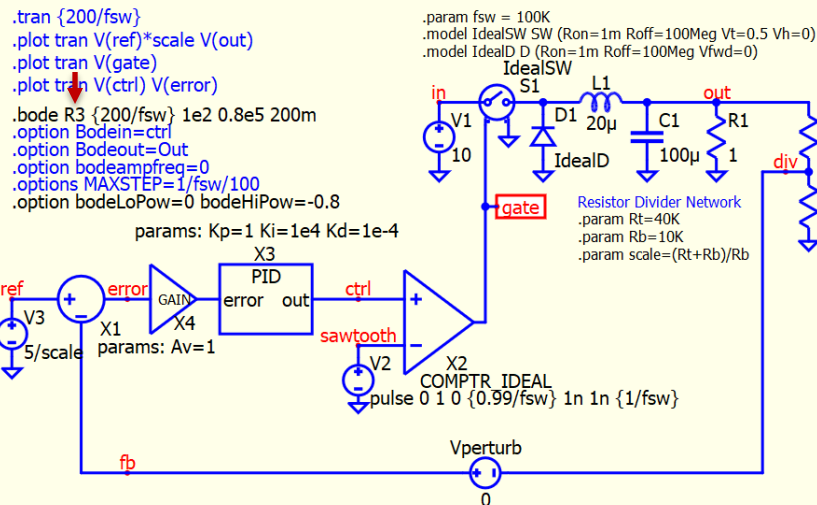 .tran {200/fsw}
.plot tran V(ref)*scale V(out)
.plot tran V(gate)
.plot tran V(ctrl) V(error)
.bode R3 {200/fsw} 1e2 0.8e5 200m
.option Bodein=ctrl
.option Bodeout=Out
.option bodeampfreq=0
.options MAXSTEP=1/fsw/100
.option bodeLoPow=0 bodeHiPow=-0.8
.param fsw = 100K
.model IdealSW SW (Ron=1m Roff=100Meg Vt=0.5 Vh=0)
.model IdealD D (Ron=1m Roff=100Meg Vfwd=0)
IdealSW
in
S1
L1
out
V1
D1
20µ
C1
R1
10
IdealD
100µ
1
div
gate
Resistor Divider Network
.param Rt=40K
.param Rb=10K
.param scale=(Rt+Rb)/Rb
params: Kp=1 Ki=1e4 Kd=1e-4
X3
PID
ref
error
GAIN
error
out
ctrl
V3
X1
X4
5/scale
params: Av=1
sawtooth
V2
X2
COMPTR_IDEAL
pulse 0 1 0 {0.99/fsw} 1n 1n {1/fsw}
fb
Vperturb
0